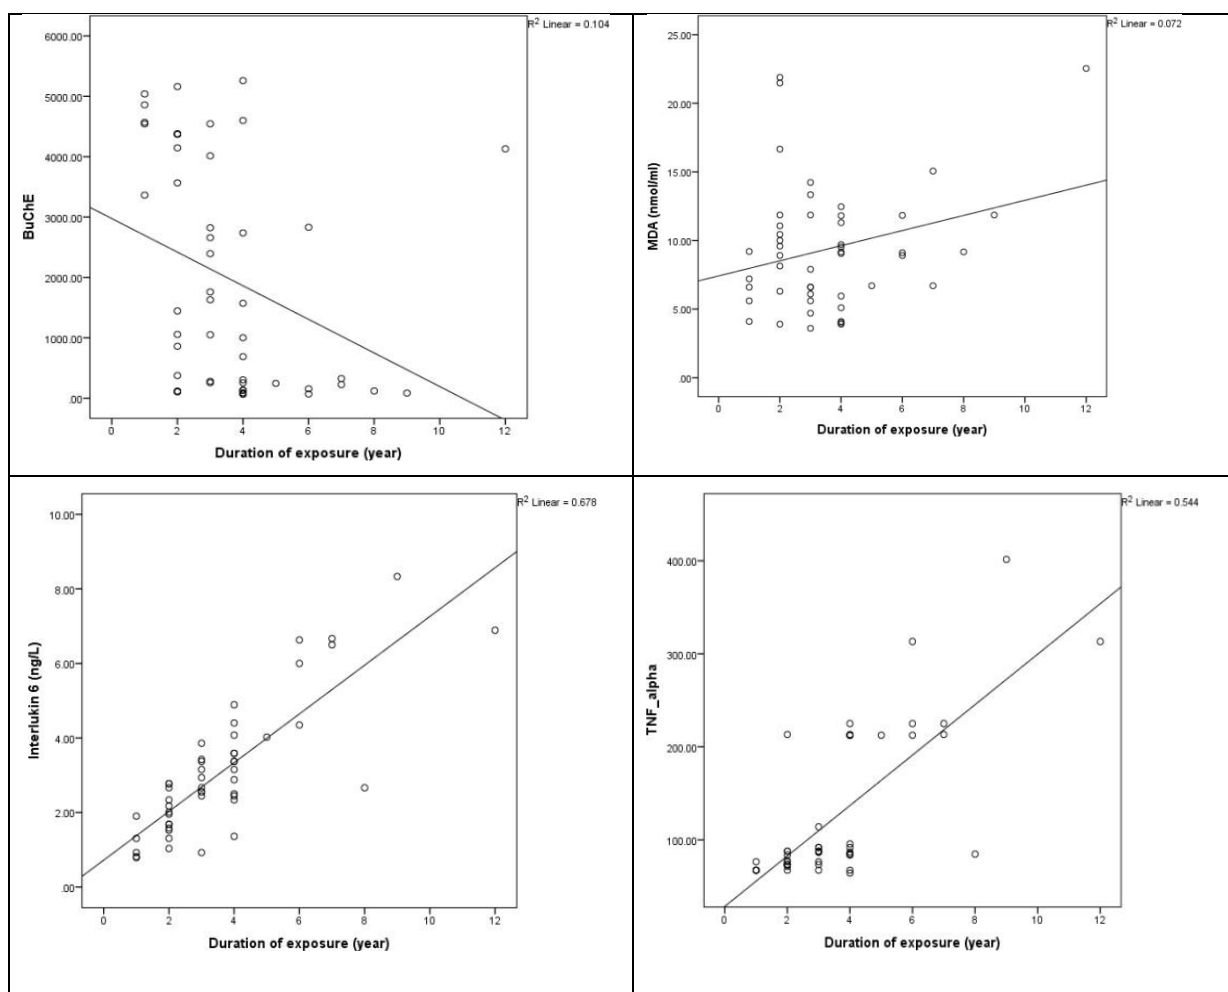 R² Linear = 0.104
6000.00
5000.00
4000.00
3000.00
2000.00
1000.00
.00
BuChE
0 2 4 6 8 10 12
Duration of exposure (year)
R² Linear = 0.072
25.00
20.00
15.00
10.00
5.00
.00
MDA (nmol/ml)
0 2 4 6 8 10 12
Duration of exposure (year)
R² Linear = 0.678
10.00
8.00
6.00
4.00
2.00
.00
Interlukin 6 (ng/L)
0 2 4 6 8 10 12
Duration of exposure (year)
R² Linear = 0.544
400.00
300.00
200.00
100.00
TNF_alpha
0 2 4 6 8 10 12
Duration of exposure (year)